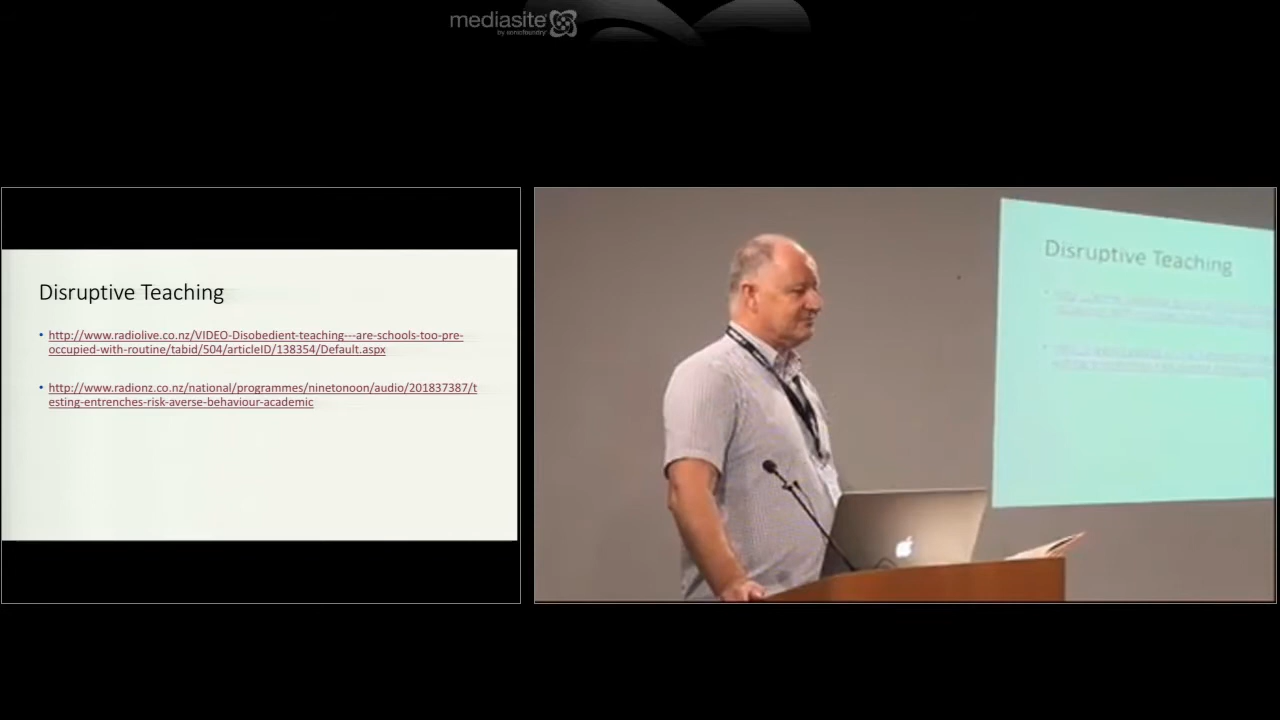 mediasite
by sonicfoundry
Disruptive Teaching
• http://www.radiolive.co.nz/VIDEO-Disobedient-teaching---are-schools-too-pre-
occupied-with-routine/tabid/504/articleID/138354/Default.aspx
• http://www.radionz.co.nz/national/programmes/ninetonoon/audio/201837387/t
esting-entrenches-risk-averse-behaviour-academic
Disruptive Teaching